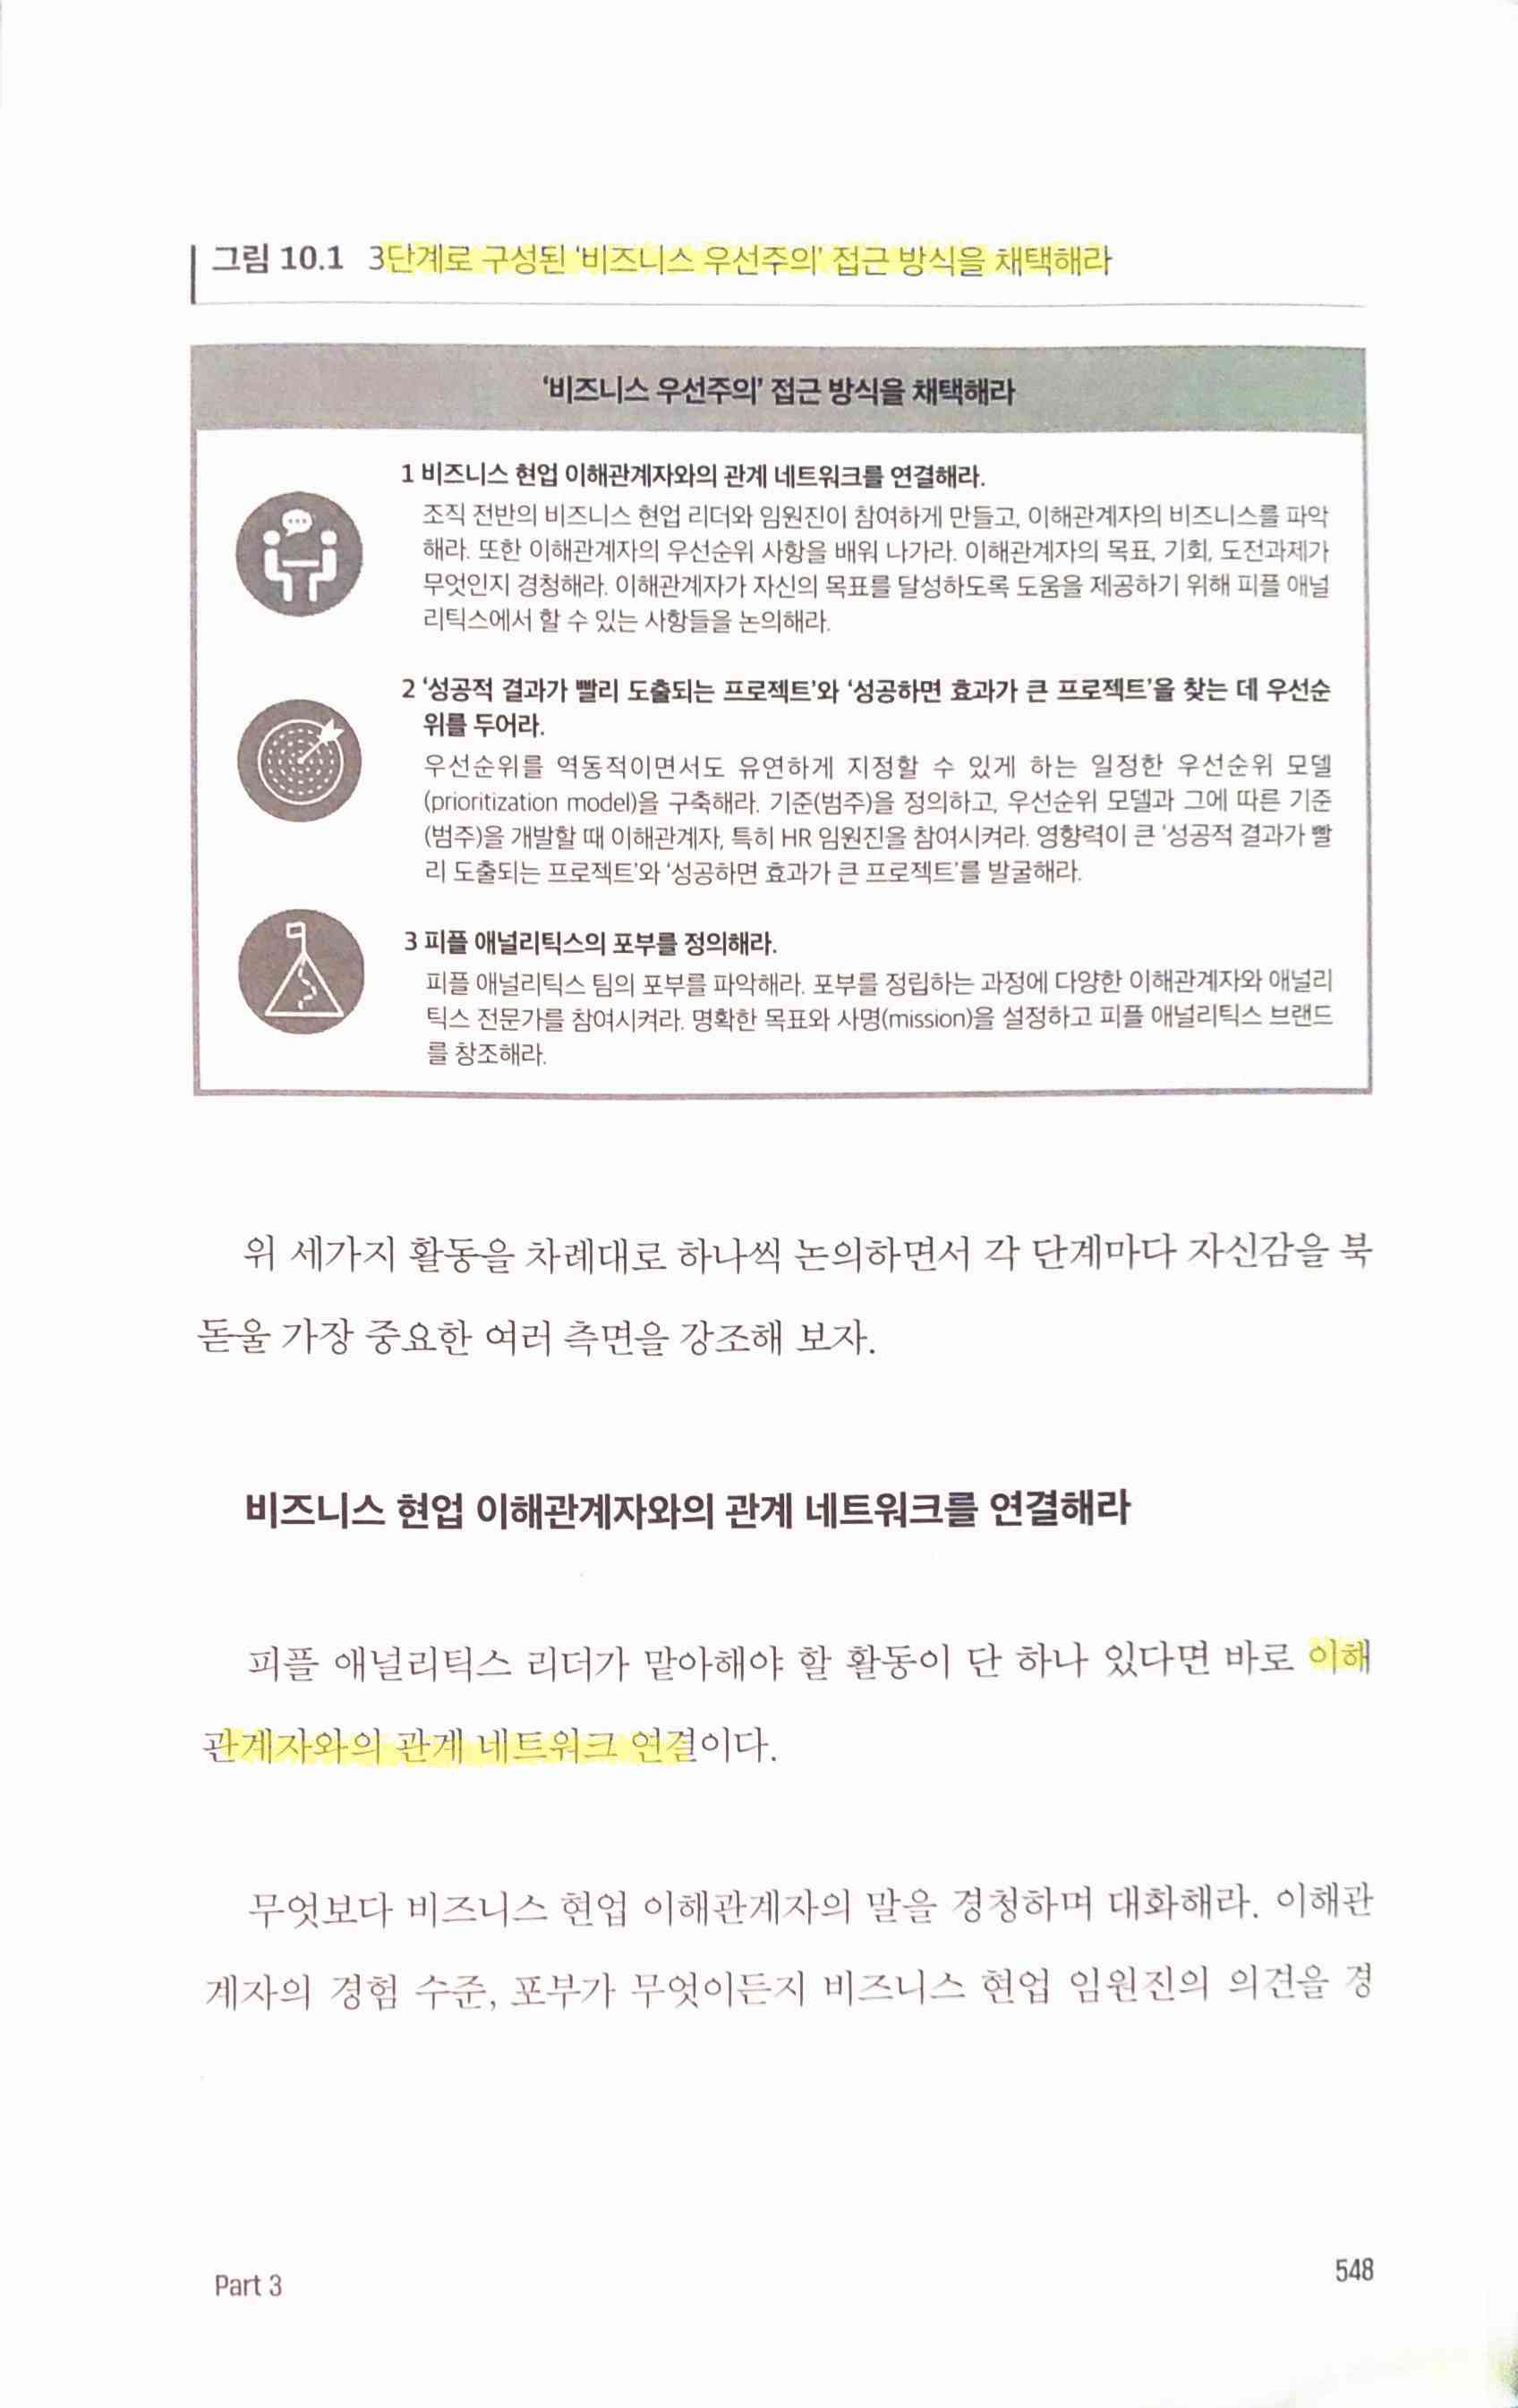 그림 10.1 3단계로 구성된 ‘비즈니스 우선주의’ 접근 방식을 채택해라
‘비즈니스 우선주의’ 접근 방식을 채택해라
1 비즈니스 현업 이해관계자와의 관계 네트워크를 연결해라.
조직 전반의 비즈니스 현업 리더와 임원진이 참여하게 만들고, 이해관계자의 비즈니스를 파악
해라. 또한 이해관계자의 우선순위 사항을 배워 나가라. 이해관계자의 목표, 기회, 도전과제가
무엇인지 경청해라. 이해관계자가 자신의 목표를 달성하도록 도움을 제공하기 위해 피플 애널
리틱스에서 할 수 있는 사항들을 논의해라.
2 ‘성공적 결과가 빨리 도출되는 프로젝트’와 ‘성공하면 효과가 큰 프로젝트’을 찾는 데 우선순
위를 두어라.
우선순위를 역동적이면서도 유연하게 지정할 수 있게 하는 일정한 우선순위 모델
(prioritization model)을 구축해라. 기준(범주)을 정의하고, 우선순위 모델과 그에 따른 기준
(범주)을 개발할 때 이해관계자, 특히 HR 임원진을 참여시켜라. 영향력이 큰 ‘성공적 결과가 빨
리 도출되는 프로젝트’와 ‘성공하면 효과가 큰 프로젝트’를 발굴해라.
3 피플 애널리틱스의 포부를 정의해라.
피플 애널리틱스 팀의 포부를 파악해라. 포부를 정립하는 과정에 다양한 이해관계자와 애널리
틱스 전문가를 참여시켜라. 명확한 목표와 사명(mission)을 설정하고 피플 애널리틱스 브랜드
를 창조해라.
위 세가지 활동을 차례대로 하나씩 논의하면서 각 단계마다 자신감을 북
돋울 가장 중요한 여러 측면을 강조해 보자.
비즈니스 현업 이해관계자와의 관계 네트워크를 연결해라
피플 애널리틱스 리더가 맡아해야 할 활동이 단 하나 있다면 바로 이해
관계자와의 관계 네트워크 연결이다.
무엇보다 비즈니스 현업 이해관계자의 말을 경청하며 대화해라. 이해관
계자의 경험 수준, 포부가 무엇이든지 비즈니스 현업 임원진의 의견을 경
Part 3
548